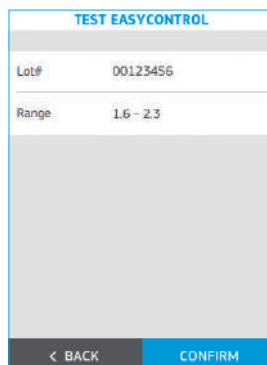 TEST EASYCONTROL
Lot# 00123456
Range 1.6 - 2.3
< BACK CONFIRM